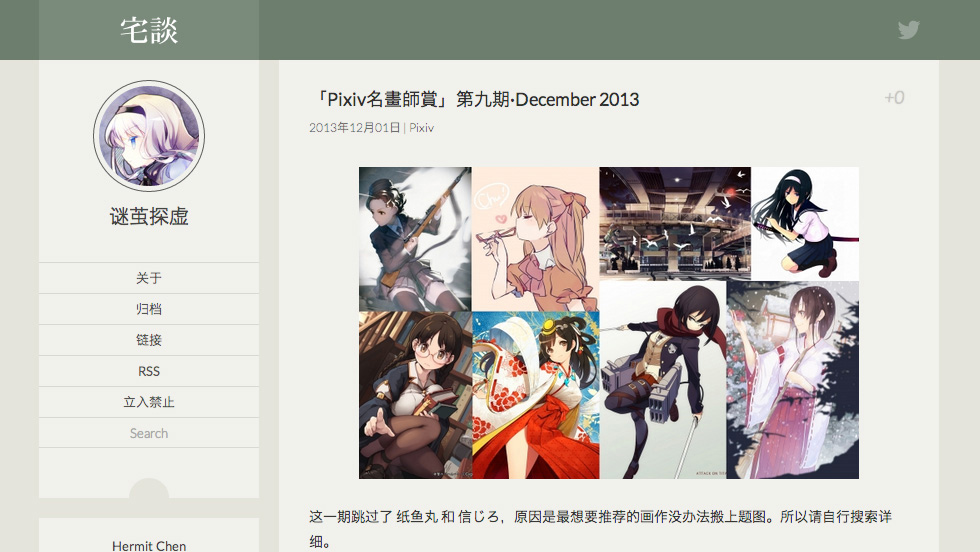 宅談
「Pixiv名畫師賞」第九期·December 2013
+0
2013年12月01日 | Pixiv
谜茧探虚
关于
归档
链接
RSS
立入禁止
Search
这一期跳过了 纸鱼丸 和 信じろ，原因是最想要推荐的画作没办法搬上题图。所以请自行搜索详
细。
Hermit Chen